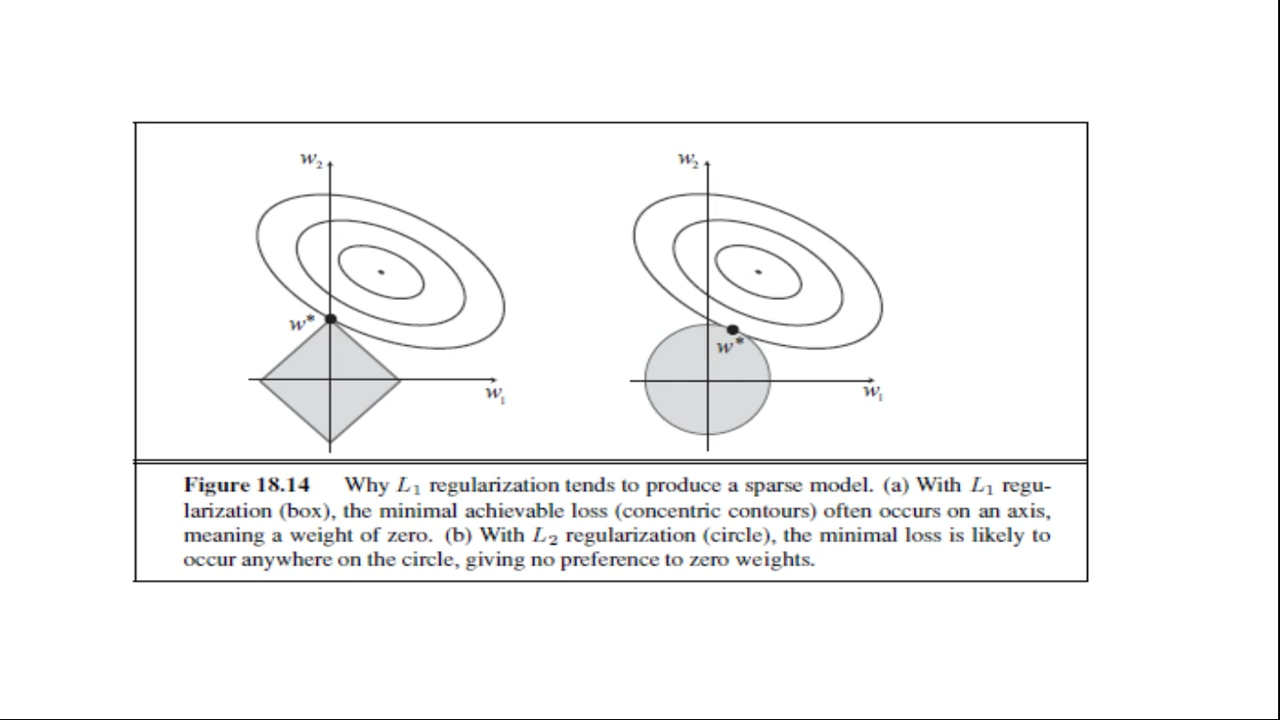 w₂
w*
w₁
w₂
w*
w₁
Figure 18.14 Why L₁ regularization tends to produce a sparse model. (a) With L₁ regu-
larization (box), the minimal achievable loss (concentric contours) often occurs on an axis,
meaning a weight of zero. (b) With L₂ regularization (circle), the minimal loss is likely to
occur anywhere on the circle, giving no preference to zero weights.